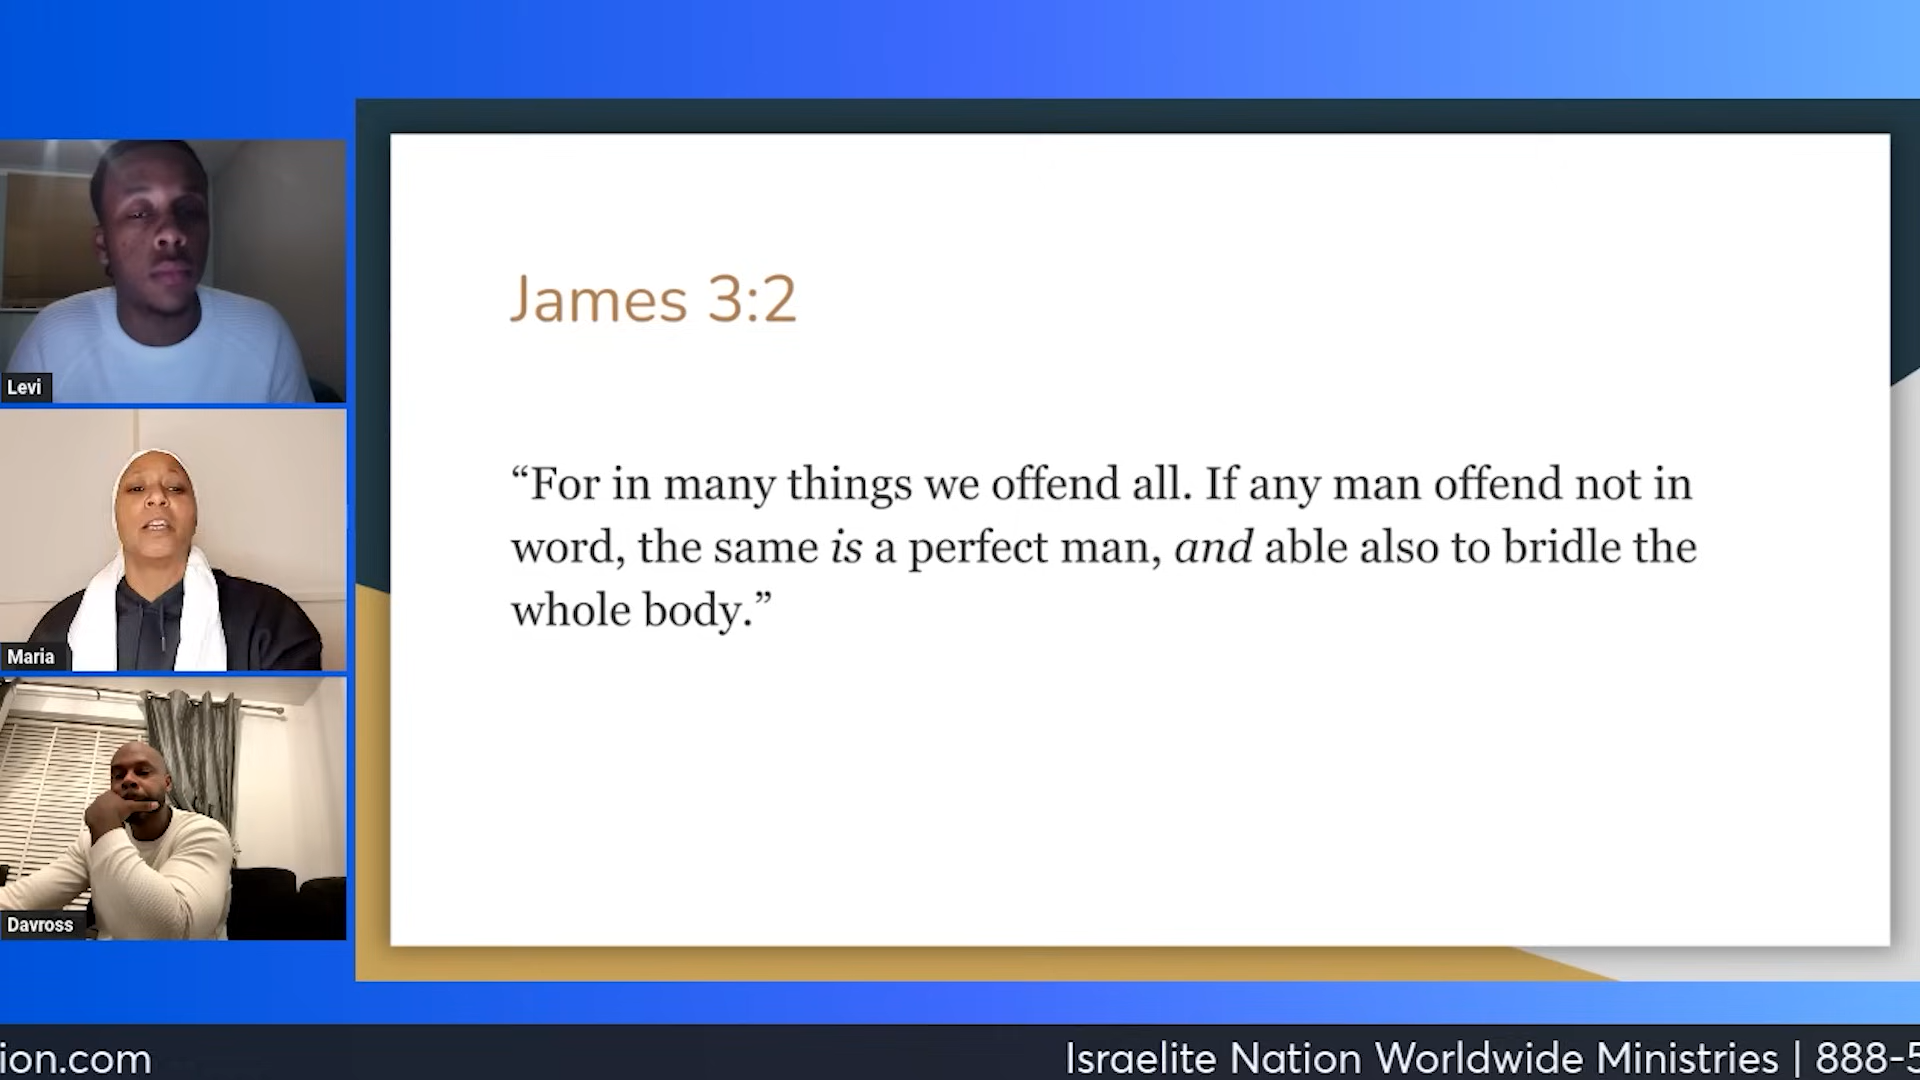 James 3:2
“For in many things we offend all. If any man offend not in
word, the same is a perfect man, and able also to bridle the
whole body.”
Levi
Maria
Davross
ion.com
Israelite Nation Worldwide Ministries | 888-5